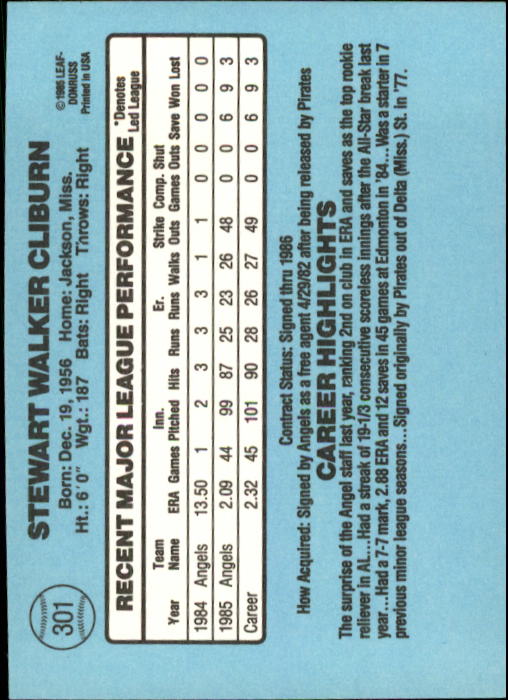 301
STEWART WALKER CLIBURN
Born: Dec. 19, 1956 Home: Jackson, Miss.
Ht.: 6'0" Wgt.: 187 Bats: Right Throws: Right
©1985 LEAF-
DONRUSS
Printed in USA
RECENT MAJOR LEAGUE PERFORMANCE
*Denotes
Led League
Team Inn. Er. Strike Comp. Shut
Year Name ERA Games Pitched Hits Runs Runs Walks Outs Games Outs Save Won Lost
1984 Angels 13.50 1 2 3 3 3 1 1 0 0 0 0 0
1985 Angels 2.09 44 99 87 25 23 26 48 0 0 6 9 3
Career 2.32 45 101 90 28 26 27 49 0 0 6 9 3
Contract Status: Signed thru 1986
How Acquired: Signed by Angels as a free agent 4/29/82 after being released by Pirates
CAREER HIGHLIGHTS
The surprise of the Angel staff last year, ranking 2nd on club in ERA and saves as the top rookie
reliever in AL...Had a streak of 19-1/3 consecutive scoreless innings after the All-Star break last
year...Had a 7-7 mark, 2.88 ERA and 12 saves in 45 games at Edmonton in '84...Was a starter in 7
previous minor league seasons...Signed originally by Pirates out of Delta (Miss.) St. in '77.